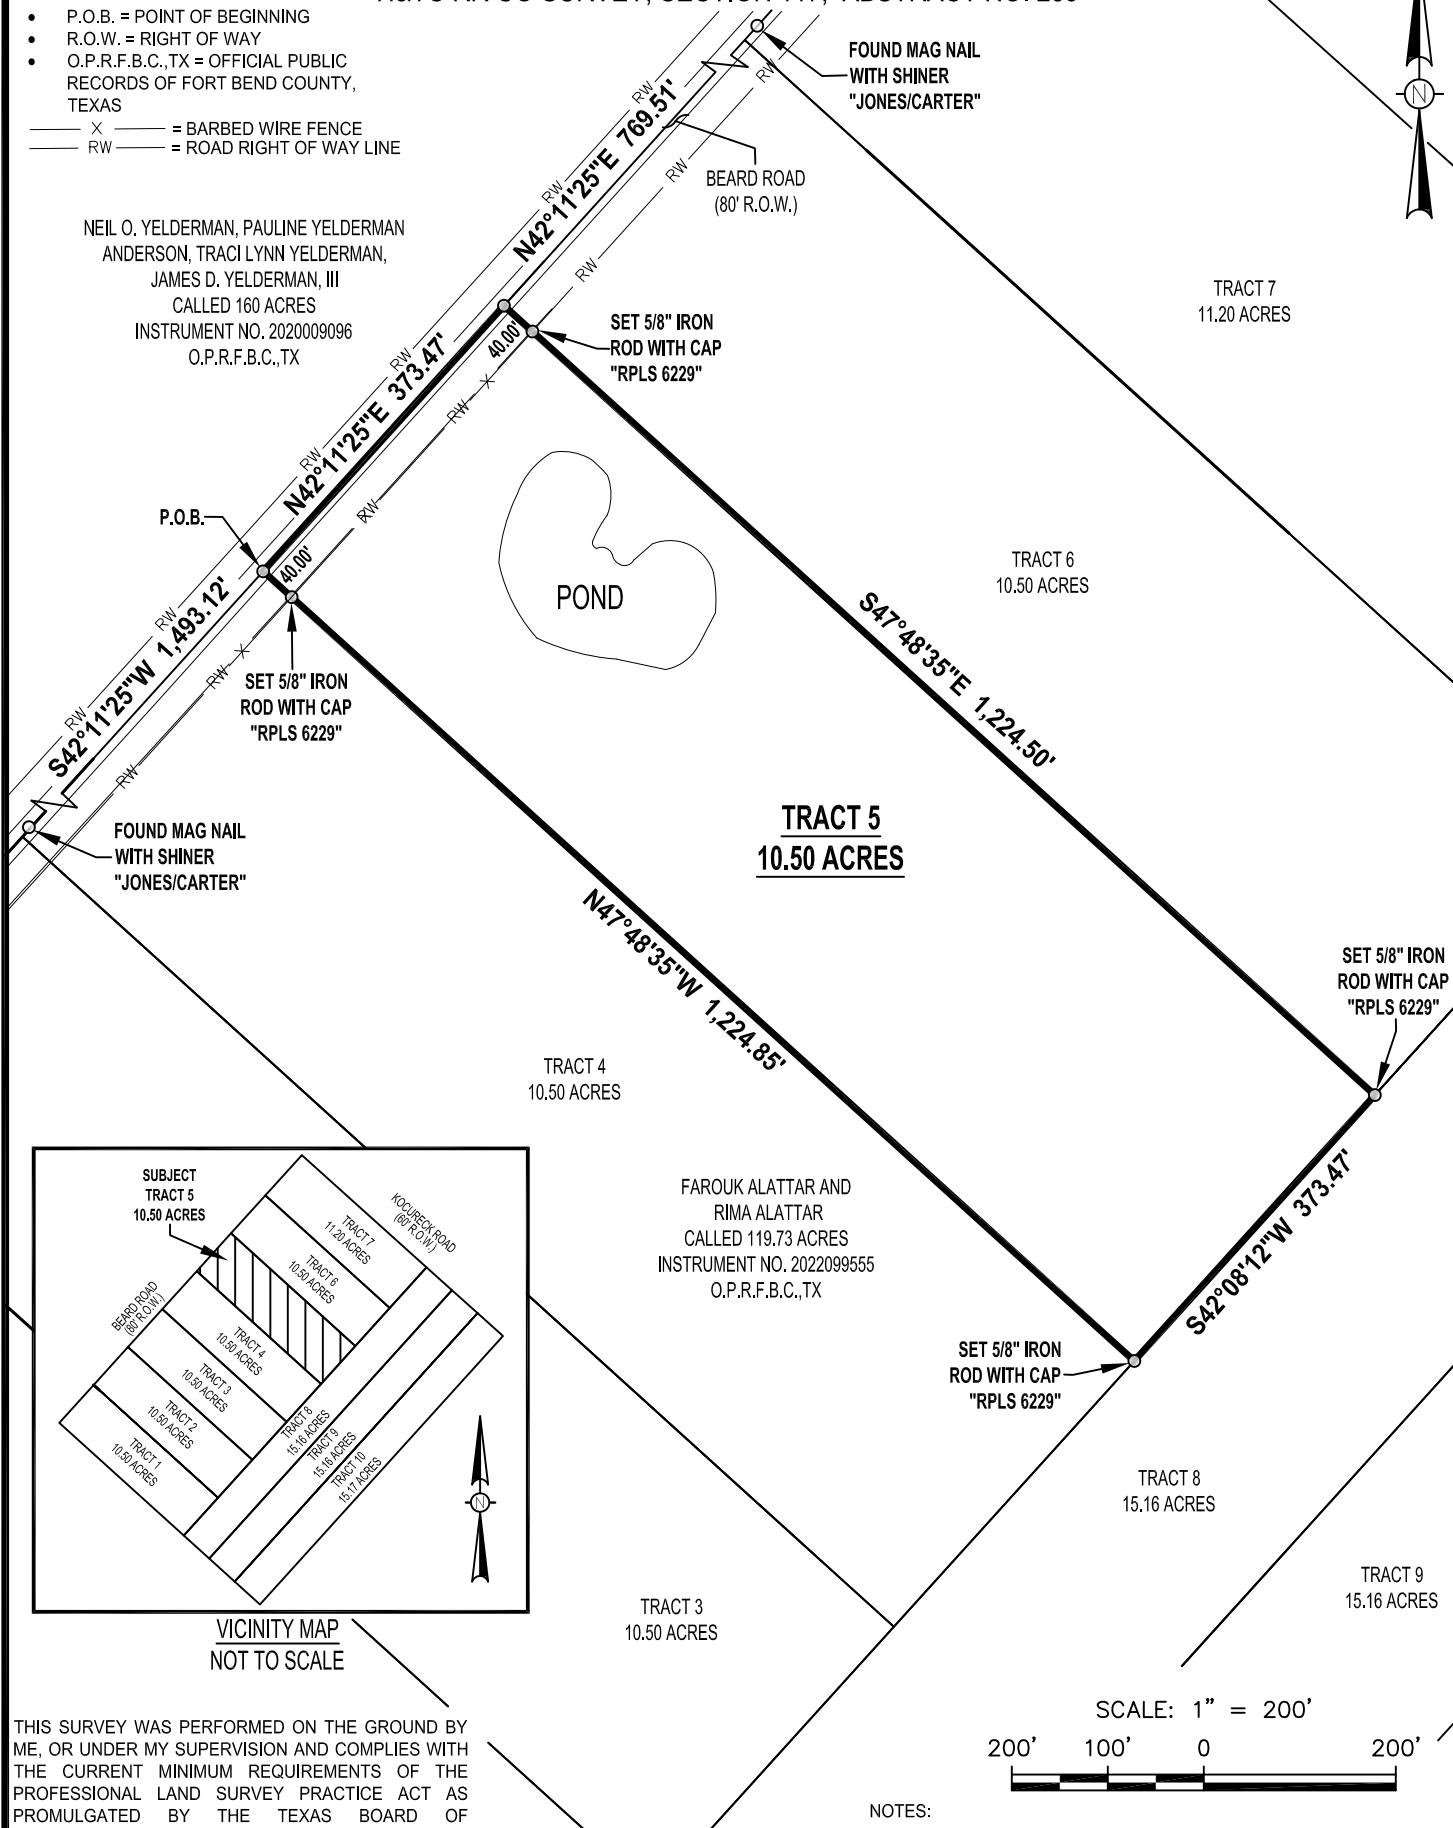 • P.O.B. = POINT OF BEGINNING
• R.O.W. = RIGHT OF WAY
• O.P.R.F.B.C.,TX = OFFICIAL PUBLIC
RECORDS OF FORT BEND COUNTY,
TEXAS
X = BARBED WIRE FENCE
RW = ROAD RIGHT OF WAY LINE
NEIL O. YELDERMAN, PAULINE YELDERMAN
ANDERSON, TRACI LYNN YELDERMAN,
JAMES D. YELDERMAN, III
CALLED 160 ACRES
INSTRUMENT NO. 2020009096
O.P.R.F.B.C.,TX
FOUND MAG NAIL
WITH SHINER
"JONES/CARTER"
N
RW
RW
RW
N42°11'25"E 769.51'
BEARD ROAD
(80' R.O.W.)
RW
RW
TRACT 7
11.20 ACRES
SET 5/8" IRON
ROD WITH CAP
"RPLS 6229"
40.00'
RW
N42°11'25"E 373.47'
RW
X
RW
RW
P.O.B.
40.00'
POND
TRACT 6
10.50 ACRES
S47°48'35"E 1,224.50'
RW
S42°11'25"W 1,493.12'
RW
X
RW
RW
SET 5/8" IRON
ROD WITH CAP
"RPLS 6229"
FOUND MAG NAIL
WITH SHINER
"JONES/CARTER"
TRACT 5
10.50 ACRES
N47°48'35"W 1,224.85'
SET 5/8" IRON
ROD WITH CAP
"RPLS 6229"
TRACT 4
10.50 ACRES
FAROUK ALATTAR AND
RIMA ALATTAR
CALLED 119.73 ACRES
INSTRUMENT NO. 2022099555
O.P.R.F.B.C.,TX
S42°08'12"W 373.47'
SET 5/8" IRON
ROD WITH CAP
"RPLS 6229"
SUBJECT
TRACT 5
10.50 ACRES
KOCURECK ROAD
(60' R.O.W.)
TRACT 7
11.20 ACRES
TRACT 6
10.50 ACRES
BEARD ROAD
(80' R.O.W.)
TRACT 4
10.50 ACRES
TRACT 3
10.50 ACRES
TRACT 2
10.50 ACRES
TRACT 1
10.50 ACRES
TRACT 8
15.16 ACRES
TRACT 9
15.16 ACRES
TRACT 10
15.17 ACRES
N
VICINITY MAP
NOT TO SCALE
TRACT 3
10.50 ACRES
TRACT 8
15.16 ACRES
TRACT 9
15.16 ACRES
SCALE: 1" = 200'
200' 100' 0 200'
THIS SURVEY WAS PERFORMED ON THE GROUND BY
ME, OR UNDER MY SUPERVISION AND COMPLIES WITH
THE CURRENT MINIMUM REQUIREMENTS OF THE
PROFESSIONAL LAND SURVEY PRACTICE ACT AS
PROMULGATED BY THE TEXAS BOARD OF
NOTES: